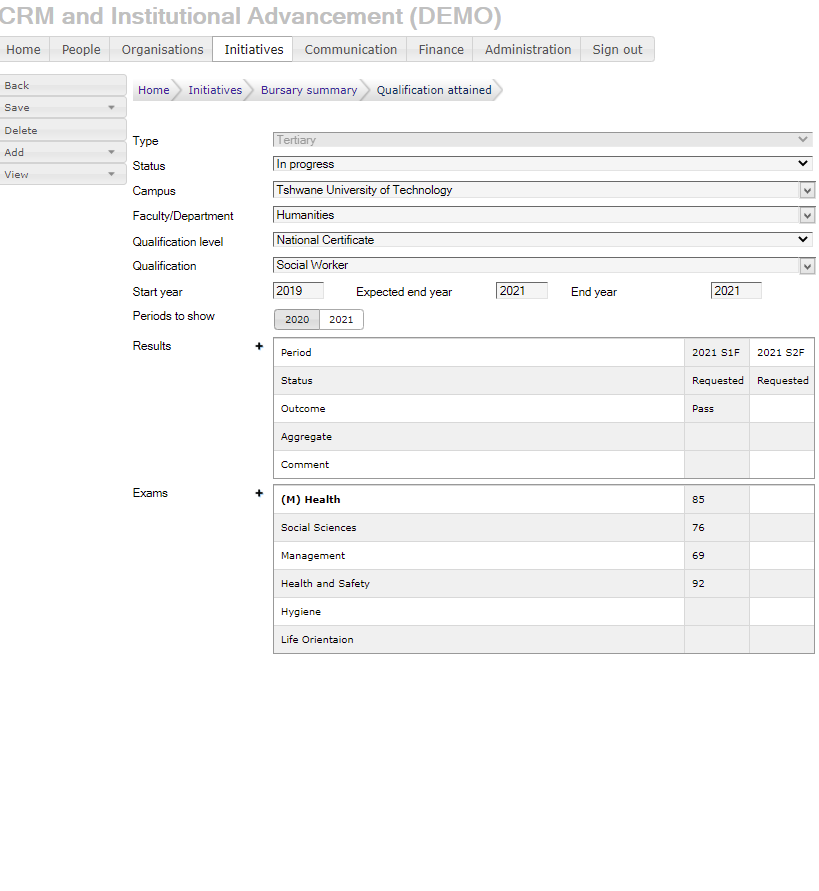 CRM and Institutional Advancement (DEMO)
Home People Organisations Initiatives Communication Finance Administration Sign out
Back
Save
Delete
Add
View
Home Initiatives Bursary summary Qualification attained
Type Tertiary
Status In progress
Campus Tshwane University of Technology
Faculty/Department Humanities
Qualification level National Certificate
Qualification Social Worker
Start year 2019 Expected end year 2021 End year 2021
Periods to show 2020 2021
Results + Period 2021 S1F 2021 S2F
Status Requested Requested
Outcome Pass
Aggregate
Comment
Exams + (M) Health 85
Social Sciences 76
Management 69
Health and Safety 92
Hygiene
Life Orientaion